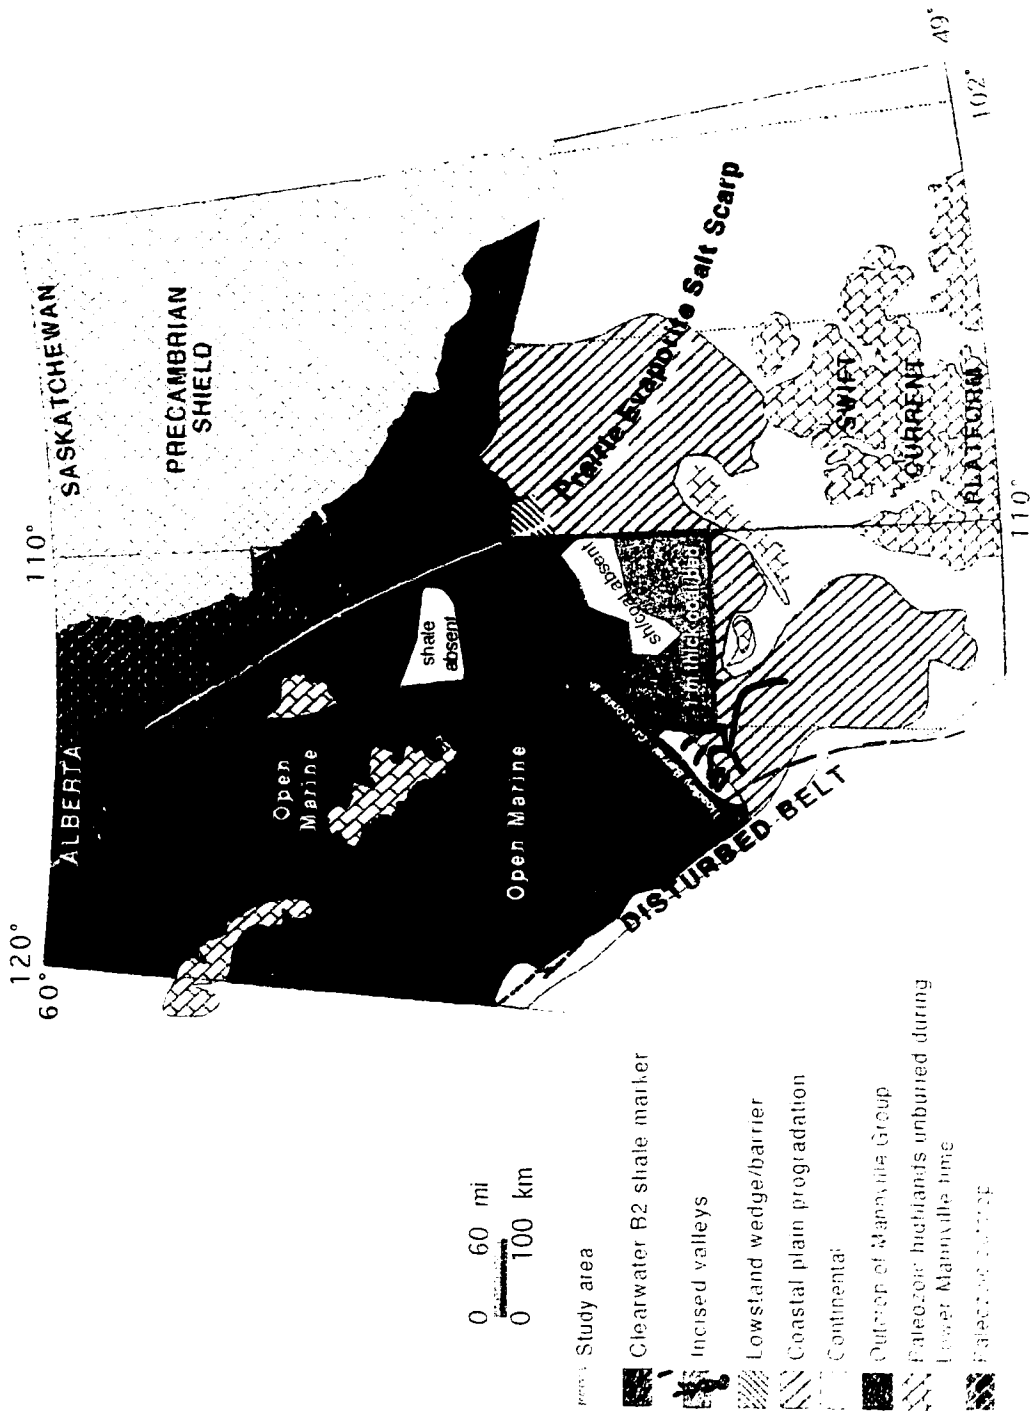 120°
60°
110°
ALBERTA
SASKATCHEWAN
PRECAMBRIAN
SHIELD
Open
Marine
shale
absent
Open Marine
absent
Prairie Evaporite Salt Scarp
thick coal bed
DISTURBED BELT
SWIFT
CURRENT
PLATFORM
110°
49°
102°
0 60 mi
0 100 km
Study area
Clearwater B2 shale marker
Incised valleys
Lowstand wedge/barrier
Coastal plain progradation
Continental
Outcrop of Mannville Group
Paleozoic highlands unburied during
Lower Mannville time
Paleozoic outcrop